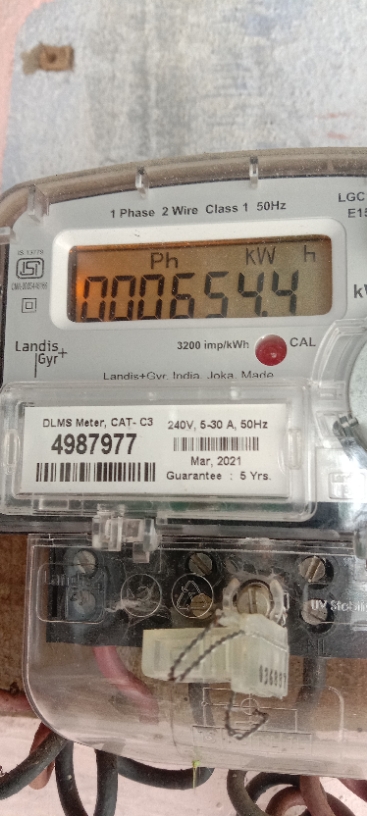 LGC
1 Phase 2 Wire Class 1 50Hz
Ph kW h
000654.4
3200 imp/kWh CAL
Landis+
Gyr
Landis+Gyr, India, Joka, Made
DLMS Meter, CAT- C3
4987977
240V, 5-30 A, 50Hz
Mar, 2021
Guarantee : 5 Yrs.